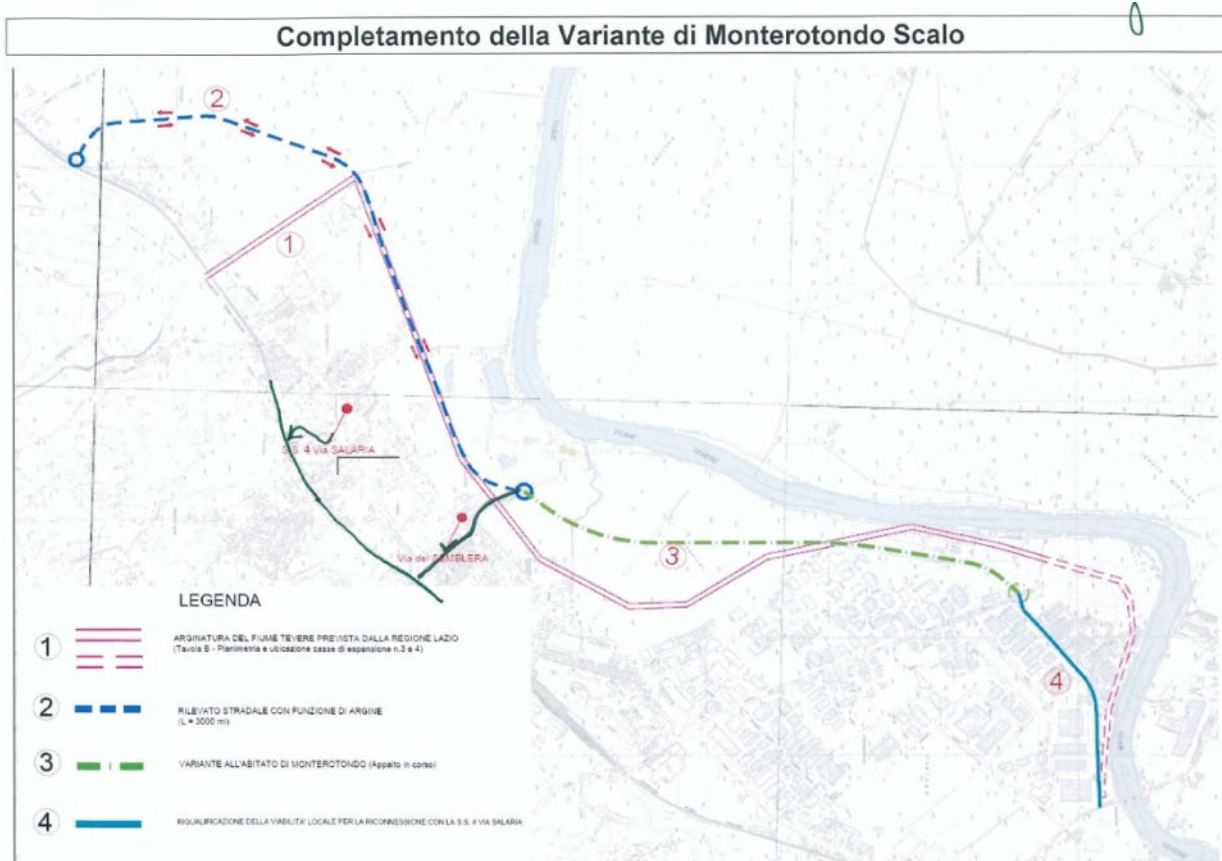 Completamento della Variante di Monterotondo Scalo
2
1
S.S. 4 Via SALARIA
Via del
3
4
TEVERE
FIUME
LEGENDA
1
ARGINATURA DEL FIUME TEVERE PREVISTA DALLA REGIONE LAZIO
(Tavola B - Planimetria e ubicazione casse di espansione n.3 e 4)
2
RILEVATO STRADALE CON FUNZIONE DI ARGINE
(L = 3000 ml)
3
VARIANTE ALL'ABITATO DI MONTEROTONDO (Appalto in corso)
4
RIQUALIFICAZIONE DELLA VIABILITA' LOCALE PER LA RICONNESSIONE CON LA S.S. 4 VIA SALARIA